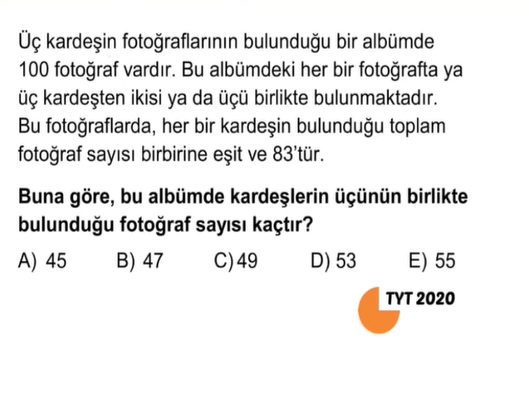 Üç kardeşin fotoğraflarının bulunduğu bir albümde
100 fotoğraf vardır. Bu albümdeki her bir fotoğrafta ya
üç kardeşten ikisi ya da üçü birlikte bulunmaktadır.
Bu fotoğraflarda, her bir kardeşin bulunduğu toplam
fotoğraf sayısı birbirine eşit ve 83'tür.
Buna göre, bu albümde kardeşlerin üçünün birlikte
bulunduğu fotoğraf sayısı kaçtır?
A) 45 B) 47 C) 49 D) 53 E) 55
TYT 2020